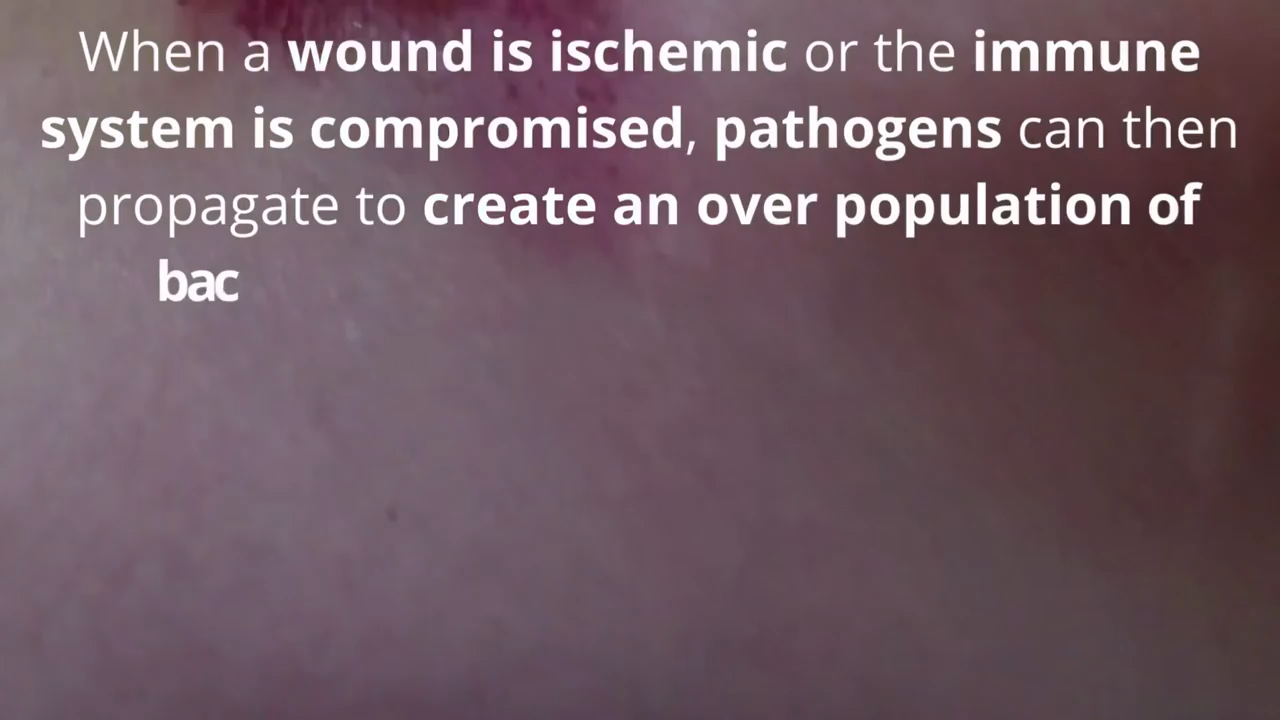 When a wound is ischemic or the immune
system is compromised, pathogens can then
propagate to create an over population of
bac